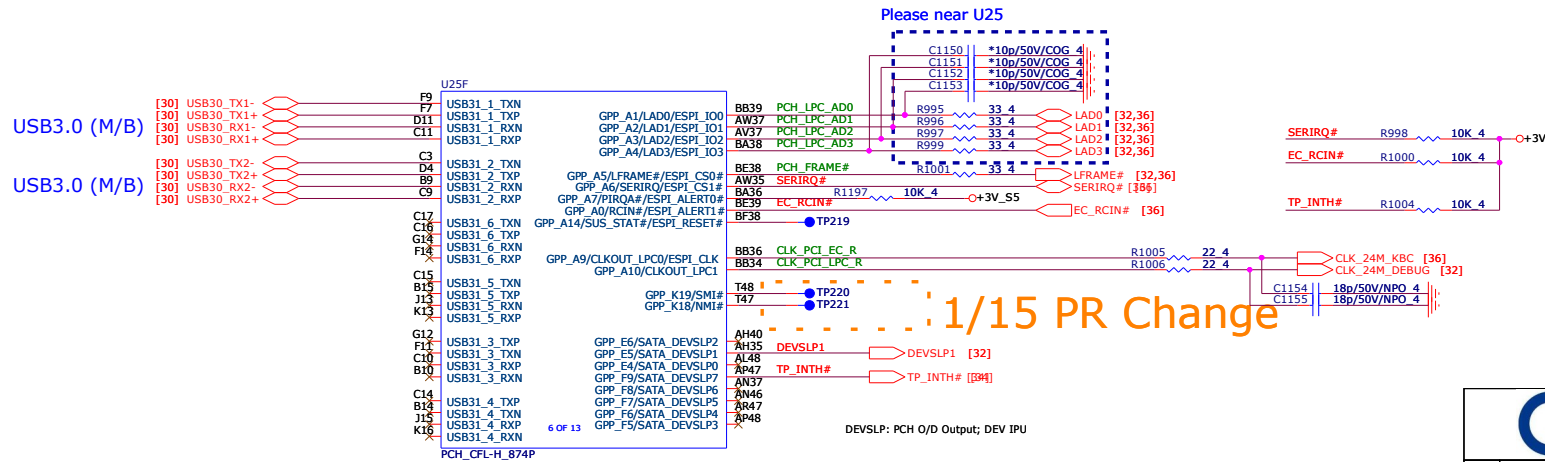 Please near U25
C1150 *10p/50V/COG_4
C1151 *10p/50V/COG_4
C1152 *10p/50V/COG_4
C1153 *10p/50V/COG_4
U25F
USB3.0 (M/B)
[30] USB30_TX1- F9 USB31_1_TXN
[30] USB30_TX1+ F7 USB31_1_TXP
[30] USB30_RX1- D11 USB31_1_RXN
[30] USB30_RX1+ C11 USB31_1_RXP
USB3.0 (M/B)
[30] USB30_TX2- C3 USB31_2_TXN
[30] USB30_TX2+ D4 USB31_2_TXP
[30] USB30_RX2- B9 USB31_2_RXN
[30] USB30_RX2+ C9 USB31_2_RXP
C17 USB31_6_TXN
C16 USB31_6_TXP
G14 USB31_6_RXN
F14 USB31_6_RXP
C15 USB31_5_TXN
B15 USB31_5_TXP
J13 USB31_5_RXN
K13 USB31_5_RXP
G12 USB31_3_TXP
F11 USB31_3_TXN
C10 USB31_3_RXP
B10 USB31_3_RXN
C14 USB31_4_TXP
B14 USB31_4_TXN
J15 USB31_4_RXP
K16 USB31_4_RXN
GPP_A1/LAD0/ESPI_IO0 BB39 PCH_LPC_AD0 R995 33_4 LAD0 [32,36]
GPP_A2/LAD1/ESPI_IO1 AW37 PCH_LPC_AD1 R996 33_4 LAD1 [32,36]
GPP_A3/LAD2/ESPI_IO2 AV37 PCH_LPC_AD2 R997 33_4 LAD2 [32,36]
GPP_A4/LAD3/ESPI_IO3 BA38 PCH_LPC_AD3 R999 33_4 LAD3 [32,36]
GPP_A5/LFRAME#/ESPI_CS0# BE38 PCH_FRAME# R1001 33_4 LFRAME# [32,36]
GPP_A6/SERIRQ/ESPI_CS1# AW35 SERIRQ# SERIRQ#
GPP_A7/PIRQA#/ESPI_ALERT0# BA36 R1197 10K_4 +3V_S5
GPP_A0/RCIN#/ESPI_ALERT1# BE39 EC_RCIN# EC_RCIN# [36]
GPP_A14/SUS_STAT#/ESPI_RESET# BF38 TP219
GPP_A9/CLKOUT_LPC0/ESPI_CLK BB36 CLK_PCI_EC_R R1005 22_4 CLK_24M_KBC [36]
GPP_A10/CLKOUT_LPC1 BB34 CLK_PCI_LPC_R R1006 22_4 CLK_24M_DEBUG [32]
C1154 18p/50V/NPO_4
C1155 18p/50V/NPO_4
GPP_K19/SMI# T48 TP220
GPP_K18/NMI# T47 TP221
1/15 PR Change
GPP_E6/SATA_DEVSLP2 AH40
GPP_E5/SATA_DEVSLP1 AH35 DEVSLP1 DEVSLP1 [32]
GPP_E4/SATA_DEVSLP0 AL48
GPP_F9/SATA_DEVSLP7 AP47 TP_INTH# TP_INTH#
GPP_F8/SATA_DEVSLP6 AN37
GPP_F7/SATA_DEVSLP5 AN46
GPP_F6/SATA_DEVSLP4 AR47
GPP_F5/SATA_DEVSLP3 AP48
6 OF 13
PCH_CFL-H_874P
DEVSLP: PCH O/D Output; DEV IPU
SERIRQ# R998 10K_4 +3V
EC_RCIN# R1000 10K_4
TP_INTH# R1004 10K_4